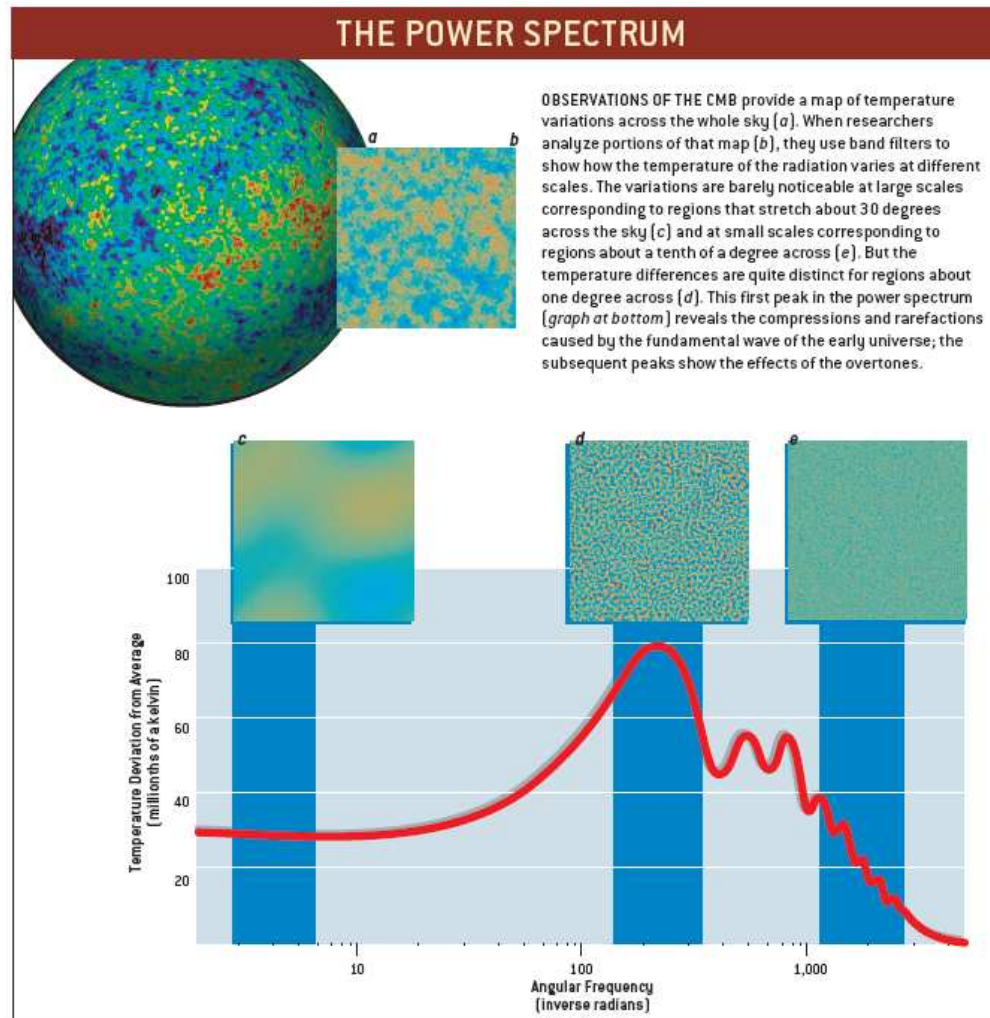 THE POWER SPECTRUM
a
b
OBSERVATIONS OF THE CMB provide a map of temperature
variations across the whole sky (a). When researchers
analyze portions of that map (b), they use band filters to
show how the temperature of the radiation varies at different
scales. The variations are barely noticeable at large scales
corresponding to regions that stretch about 30 degrees
across the sky (c) and at small scales corresponding to
regions about a tenth of a degree across (e). But the
temperature differences are quite distinct for regions about
one degree across (d). This first peak in the power spectrum
(graph at bottom) reveals the compressions and rarefactions
caused by the fundamental wave of the early universe; the
subsequent peaks show the effects of the overtones.
c
d
e
Temperature Deviation from Average
(millionths of a kelvin)
100
80
60
40
20
10
100
1,000
Angular Frequency
(inverse radians)